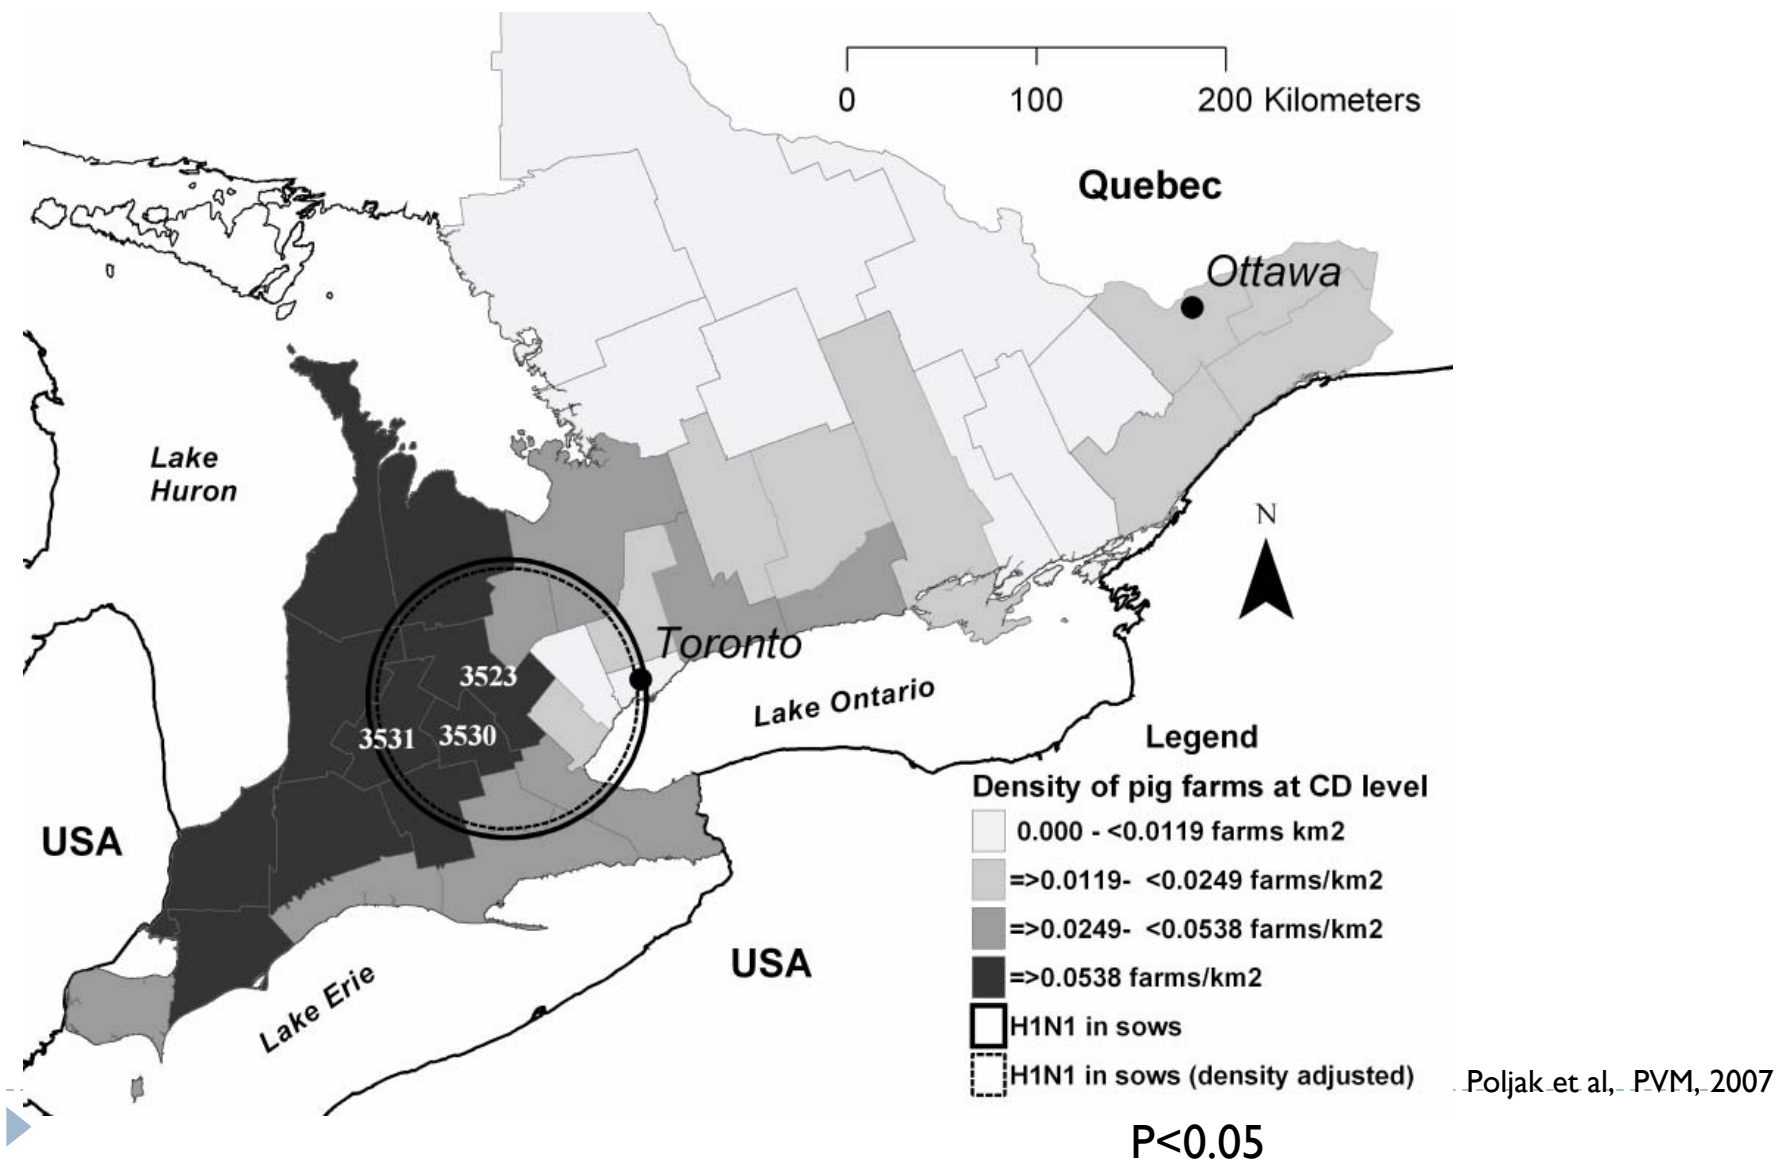 0 100 200 Kilometers
Quebec
Ottawa
Lake
Huron
N
Toronto
3523
Lake Ontario
3531 3530
Legend
Density of pig farms at CD level
0.000 - <0.0119 farms km2
=>0.0119- <0.0249 farms/km2
=>0.0249- <0.0538 farms/km2
=>0.0538 farms/km2
H1N1 in sows
H1N1 in sows (density adjusted)
USA
USA
Lake Erie
Poljak et al, PVM, 2007
P<0.05